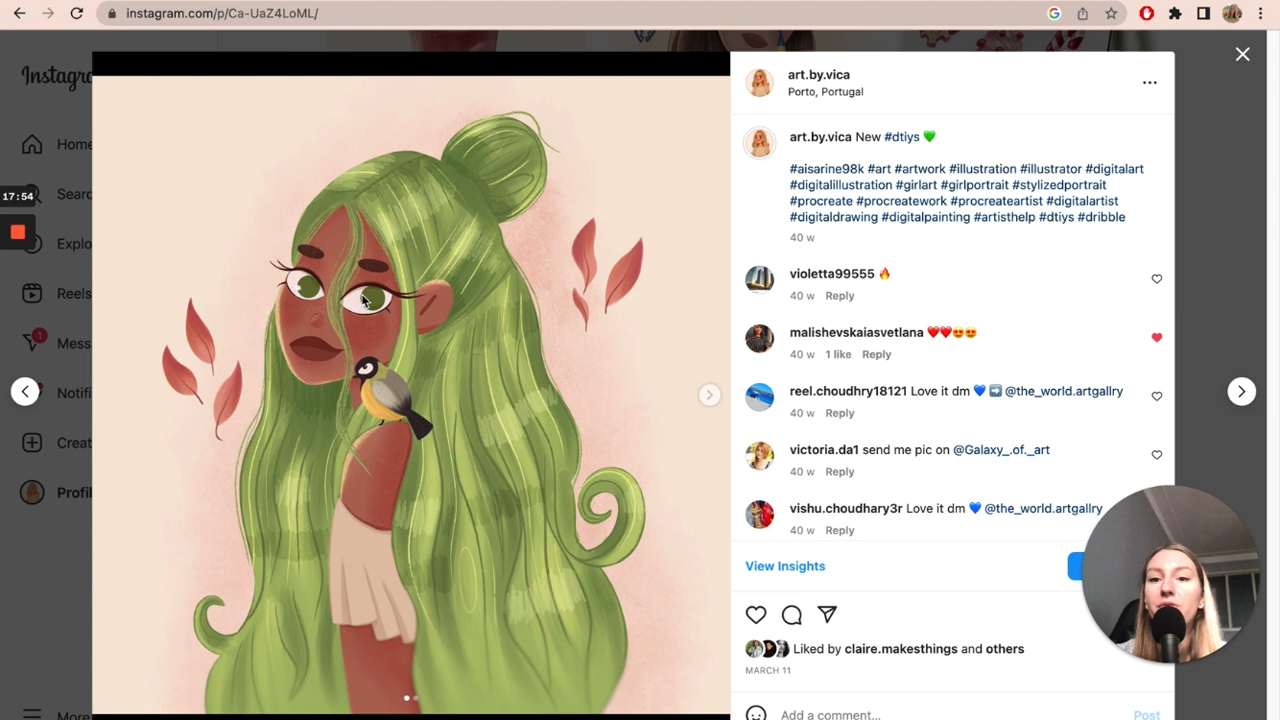 instagram.com/p/Ca-UaZ4LoML/
Instagra
Home
17:54
Searc
Explo
Reels
1
Mess
Notifi
Creat
Profil
More
art.by.vica
Porto, Portugal
art.by.vica New #dtiys 💚
#aisarine98k #art #artwork #illustration #illustrator #digitalart
#digitalillustration #girlart #girlportrait #stylizedportrait
#procreate #procreatework #procreateartist #digitalartist
#digitaldrawing #digitalpainting #artisthelp #dtiys #dribble
40 w
violetta99555 🔥
40 w Reply
malishevskaiasvetlana ❤️❤️😍😍
40 w 1 like Reply
reel.choudhry18121 Love it dm 💙 ➡️ @the_world.artgallry
40 w Reply
victoria.da1 send me pic on @Galaxy_.of._art
40 w Reply
vishu.choudhary3r Love it dm 💙 @the_world.artgallry
40 w Reply
View Insights
Liked by claire.makesthings and others
MARCH 11
Add a comment...
Post